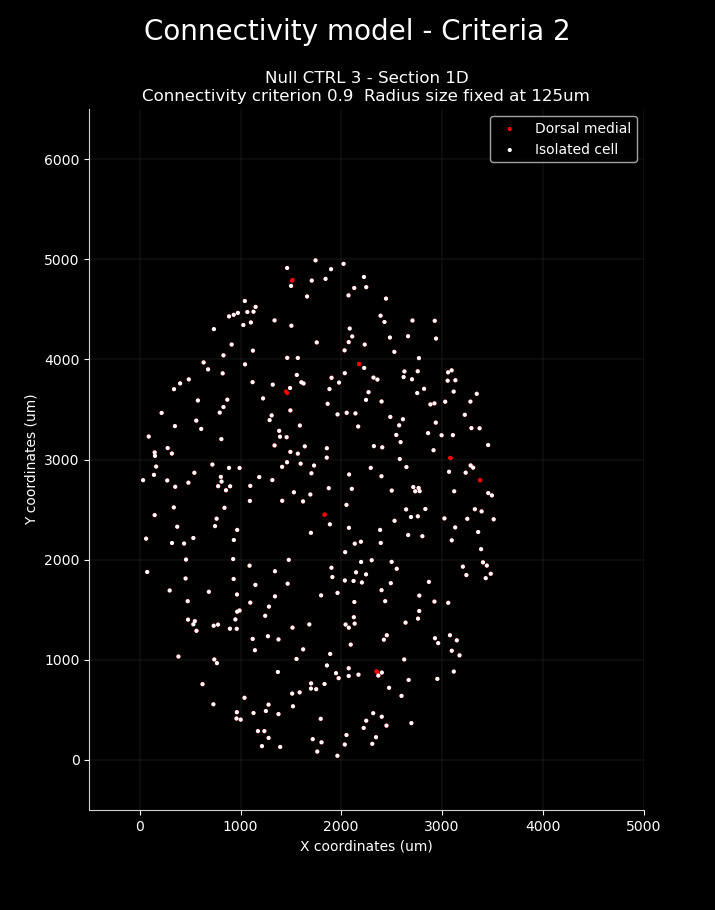 Connectivity model - Criteria 2
Null CTRL 3 - Section 1D
Connectivity criterion 0.9  Radius size fixed at 125um
Dorsal medial
Isolated cell
6000
5000
4000
3000
2000
1000
0
Y coordinates (um)
0 1000 2000 3000 4000 5000
X coordinates (um)